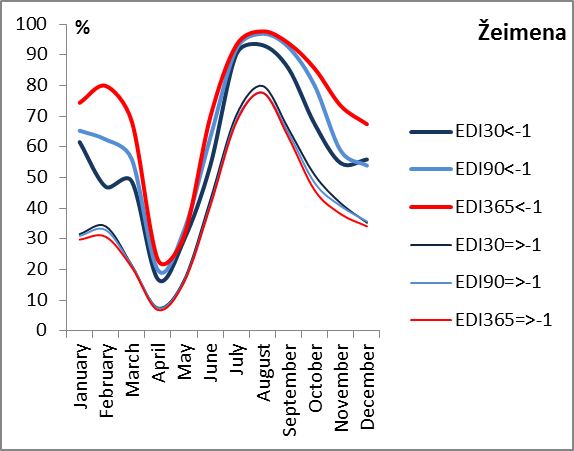 %
Žeimena
100
90
80
70
60
50
40
30
20
10
0
January
February
March
April
May
June
July
August
September
October
November
December
EDI30<-1
EDI90<-1
EDI365<-1
EDI30=>-1
EDI90=>-1
EDI365=>-1